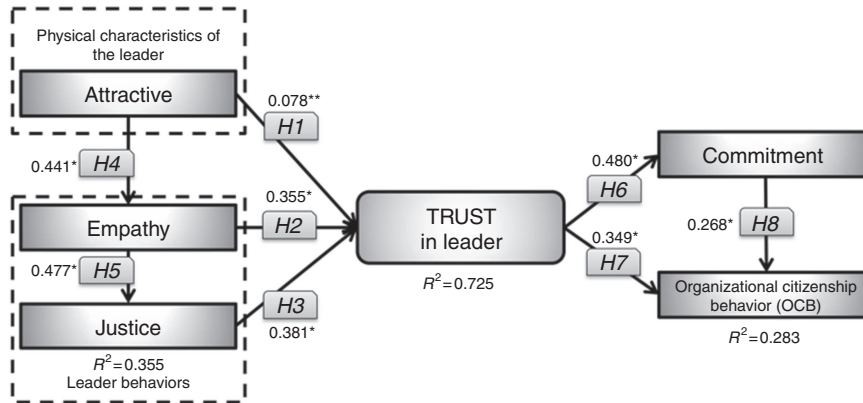 Physical characteristics of
the leader
Attractive
0.078**
H1
0.441*
H4
Empathy
0.355*
H2
0.477*
H5
Justice
H3
0.381*
R²=0.355
Leader behaviors
TRUST
in leader
R²=0.725
0.480*
H6
0.349*
H7
Commitment
0.268*
H8
Organizational citizenship
behavior (OCB)
R²=0.283